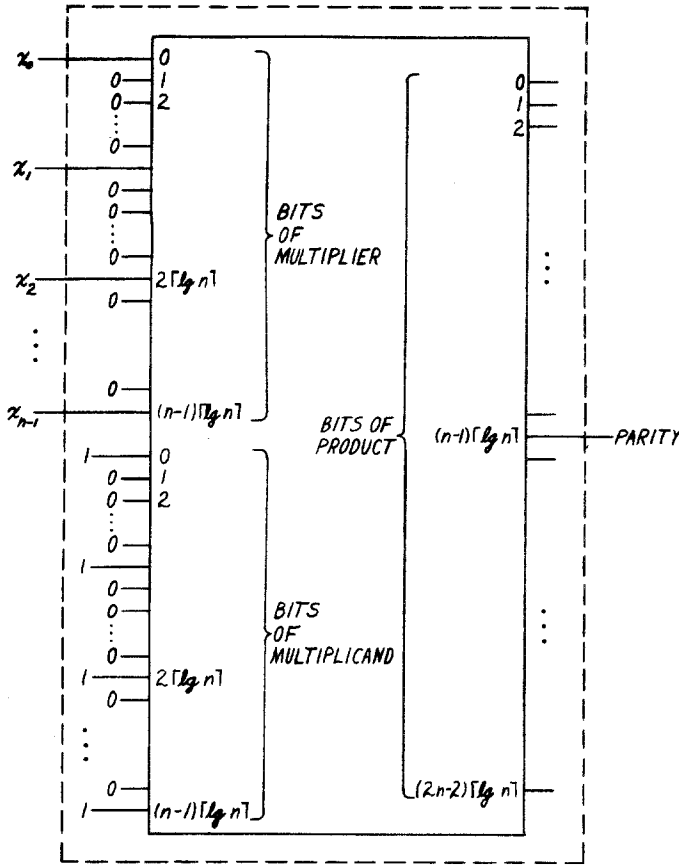 x₀ 0
0 1
0 2
0
x₁
0
0
0
x₂ 2⌈lg n⌉
0
0
xₙ₋₁ (n-1)⌈lg n⌉
BITS
OF
MULTIPLIER
1 0
0 1
0 2
0
1
0
0
0
1 2⌈lg n⌉
0
0
1 (n-1)⌈lg n⌉
BITS
OF
MULTIPLICAND
BITS OF
PRODUCT
0
1
2
(n-1)⌈lg n⌉ PARITY
(2n-2)⌈lg n⌉